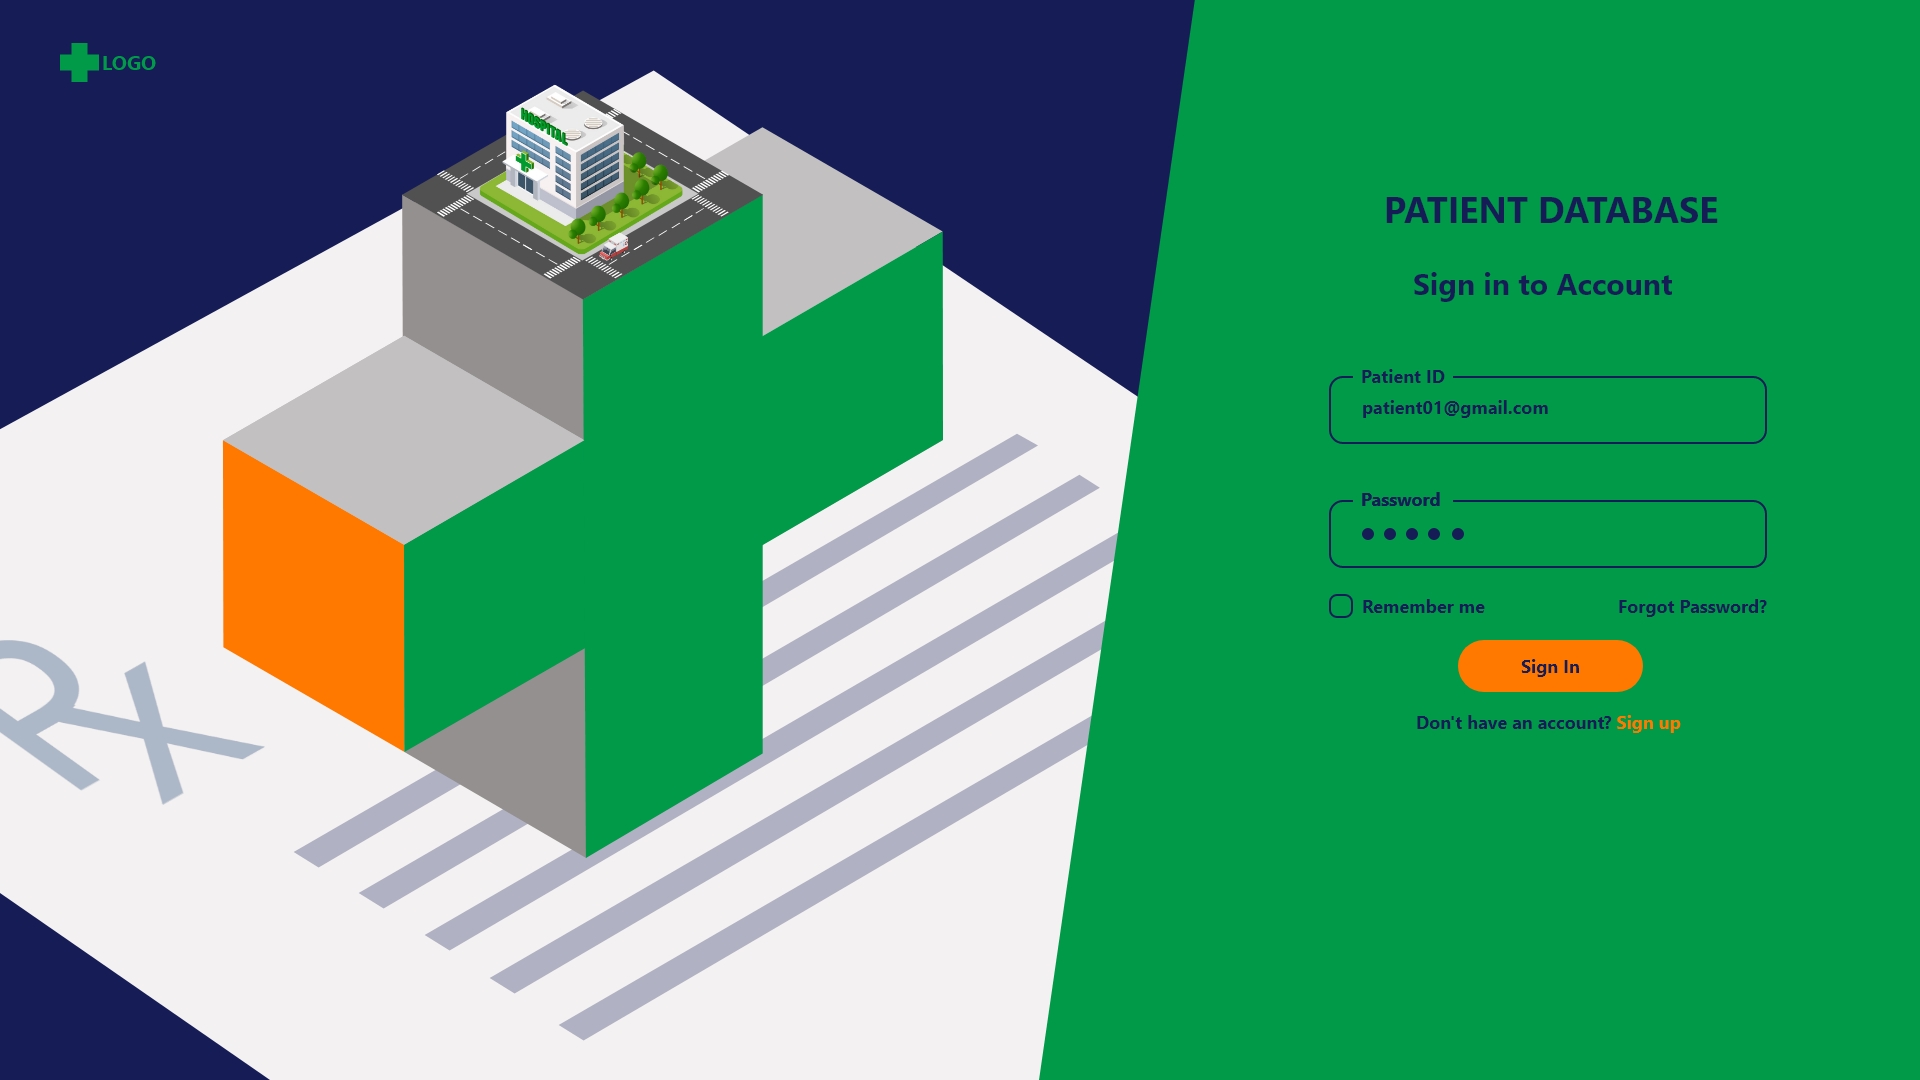 LOGO
HOSPITAL
Rx
PATIENT DATABASE
Sign in to Account
Patient ID
patient01@gmail.com
Password
Remember me
Forgot Password?
Sign In
Don't have an account? Sign up